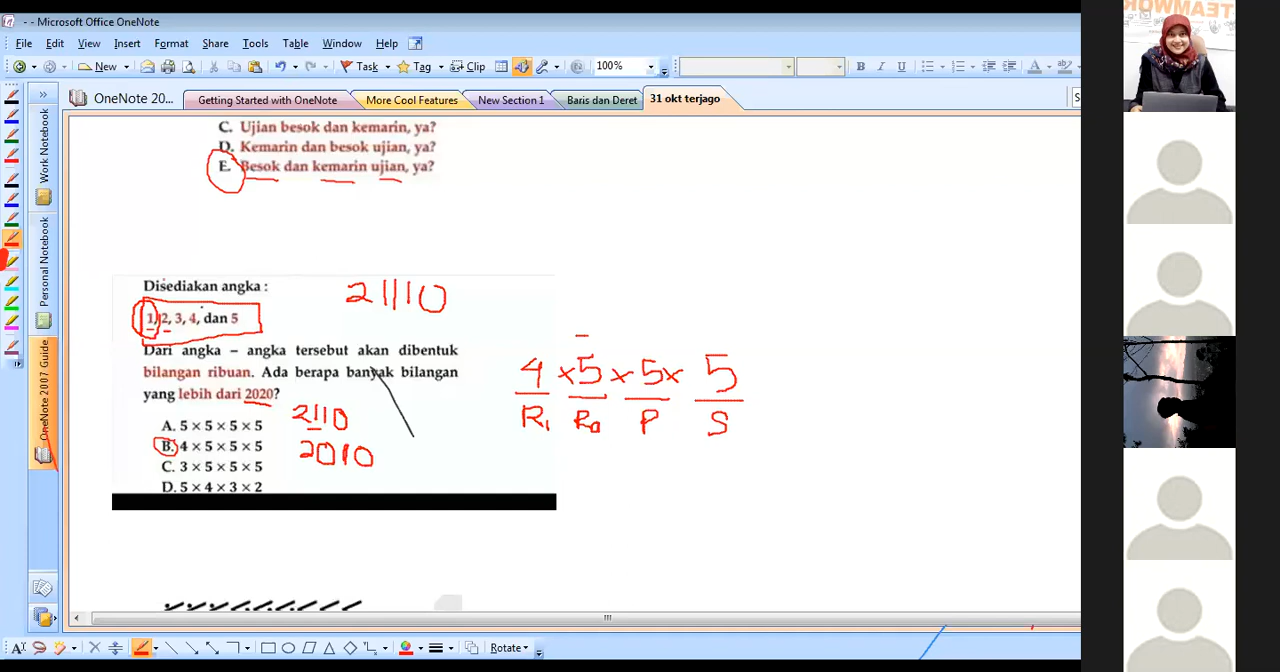 - - Microsoft Office OneNote
File Edit View Insert Format Share Tools Table Window Help
New Task Tag Clip 100% B I U A
OneNote 20... Getting Started with OneNote More Cool Features New Section 1 Baris dan Deret 31 okt terjago S
Work Notebook
Personal Notebook
OneNote 2007 Guide
C. Ujian besok dan kemarin, ya?
D. Kemarin dan besok ujian, ya?
E. Besok dan kemarin ujian, ya?
Disediakan angka :
21110
1, 2, 3, 4, dan 5
Dari angka – angka tersebut akan dibentuk
bilangan ribuan. Ada berapa banyak bilangan
yang lebih dari 2020?
4 × 5 × 5 × 5
A. 5 × 5 × 5 × 5
2110
B. 4 × 5 × 5 × 5
2010
C. 3 × 5 × 5 × 5
D. 5 × 4 × 3 × 2
P S
Rotate
TEAMWORK